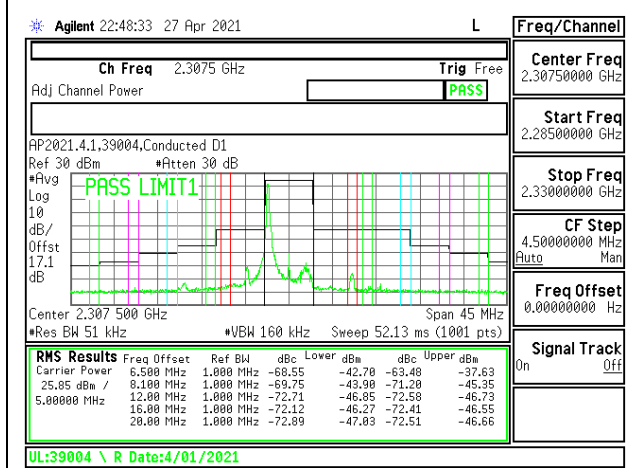 Agilent 22:48:33 27 Apr 2021 L Freq/Channel
Ch Freq 2.3075 GHz Trig Free
Adj Channel Power PASS
Center Freq
2.30750000 GHz
Start Freq
2.28500000 GHz
Stop Freq
2.33000000 GHz
CF Step
4.50000000 MHz
Auto Man
Freq Offset
0.00000000 Hz
Signal Track
On Off
AP2021.4.1,39004,Conducted D1
Ref 30 dBm #Atten 30 dB
#Avg
Log
10
dB/
Offst
17.1
dB
PASS LIMIT1
Center 2.307 500 GHz Span 45 MHz
#Res BW 51 kHz #VBW 160 kHz Sweep 52.13 ms (1001 pts)
RMS Results Freq Offset Ref BW dBc Lower dBm dBc Upper dBm
Carrier Power 6.500 MHz 1.000 MHz -68.55 -42.70 -63.48 -37.63
25.85 dBm / 8.100 MHz 1.000 MHz -69.75 -43.90 -71.20 -45.35
5.00000 MHz 12.00 MHz 1.000 MHz -72.71 -46.85 -72.58 -46.73
16.00 MHz 1.000 MHz -72.12 -46.27 -72.41 -46.55
20.00 MHz 1.000 MHz -72.89 -47.03 -72.51 -46.66
UL:39004 \ R Date:4/01/2021